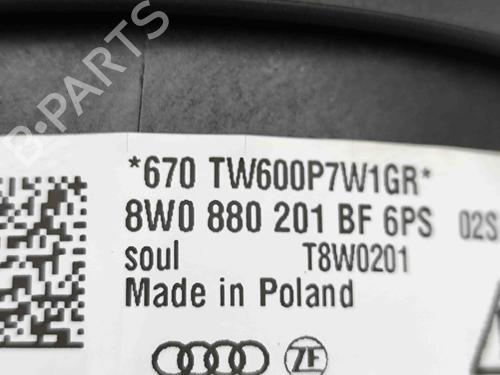 B-PARTS
*670 TW600P7W1GR*
8W0 880 201 BF 6PS 02S
soul T8W0201
Made in Poland
ZF